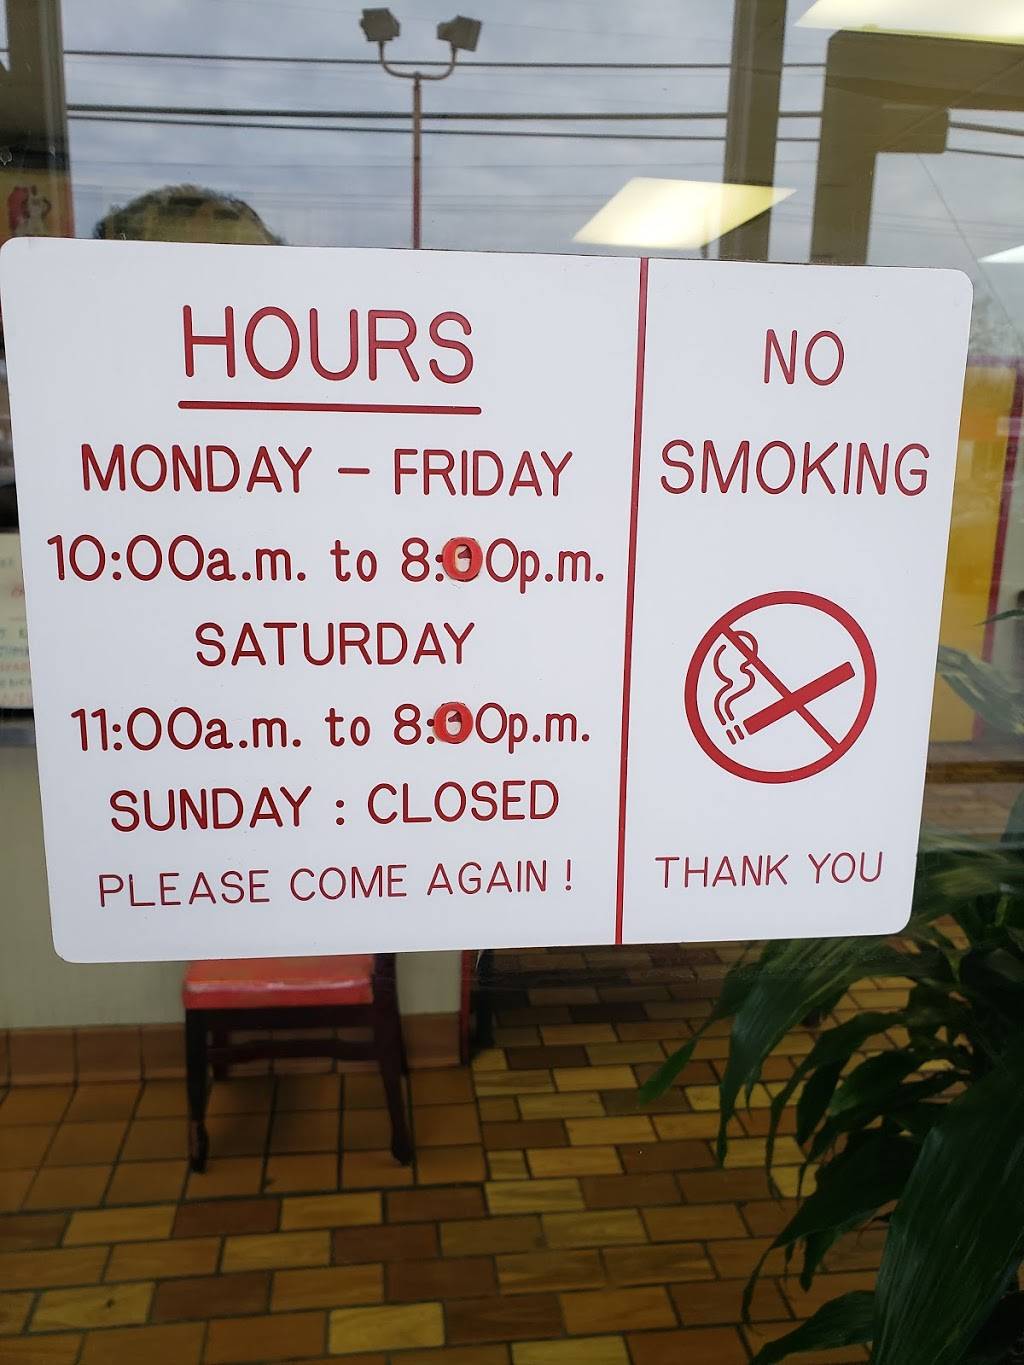 HOURS
MONDAY - FRIDAY
10:00a.m. to 8:00p.m.
SATURDAY
11:00a.m. to 8:00p.m.
SUNDAY : CLOSED
PLEASE COME AGAIN !
NO
SMOKING
THANK YOU